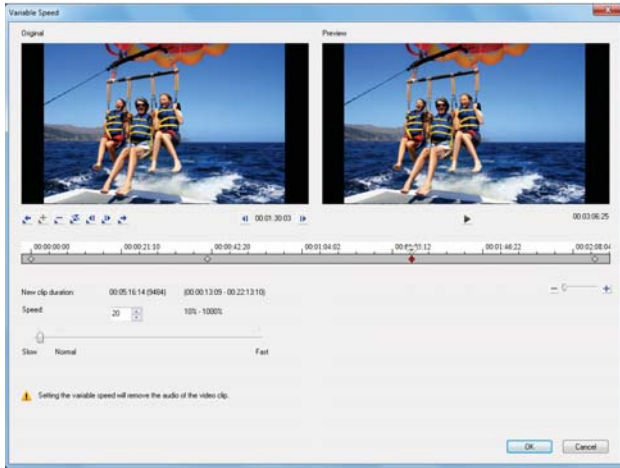 Variable Speed
Original
Preview
00:01:30:03
00:03:06:25
00:00:00:00 00:00:21:10 00:00:42:20 00:01:04:02 00:01:46:22 00:02:08:04
New clip duration: 00:05:16:14 (9484) (00:00:13:09 - 00:22:13:10)
Speed: 20 10% - 1000%
Slow Normal Fast
Setting the variable speed will remove the audio of the video clip.
OK Cancel